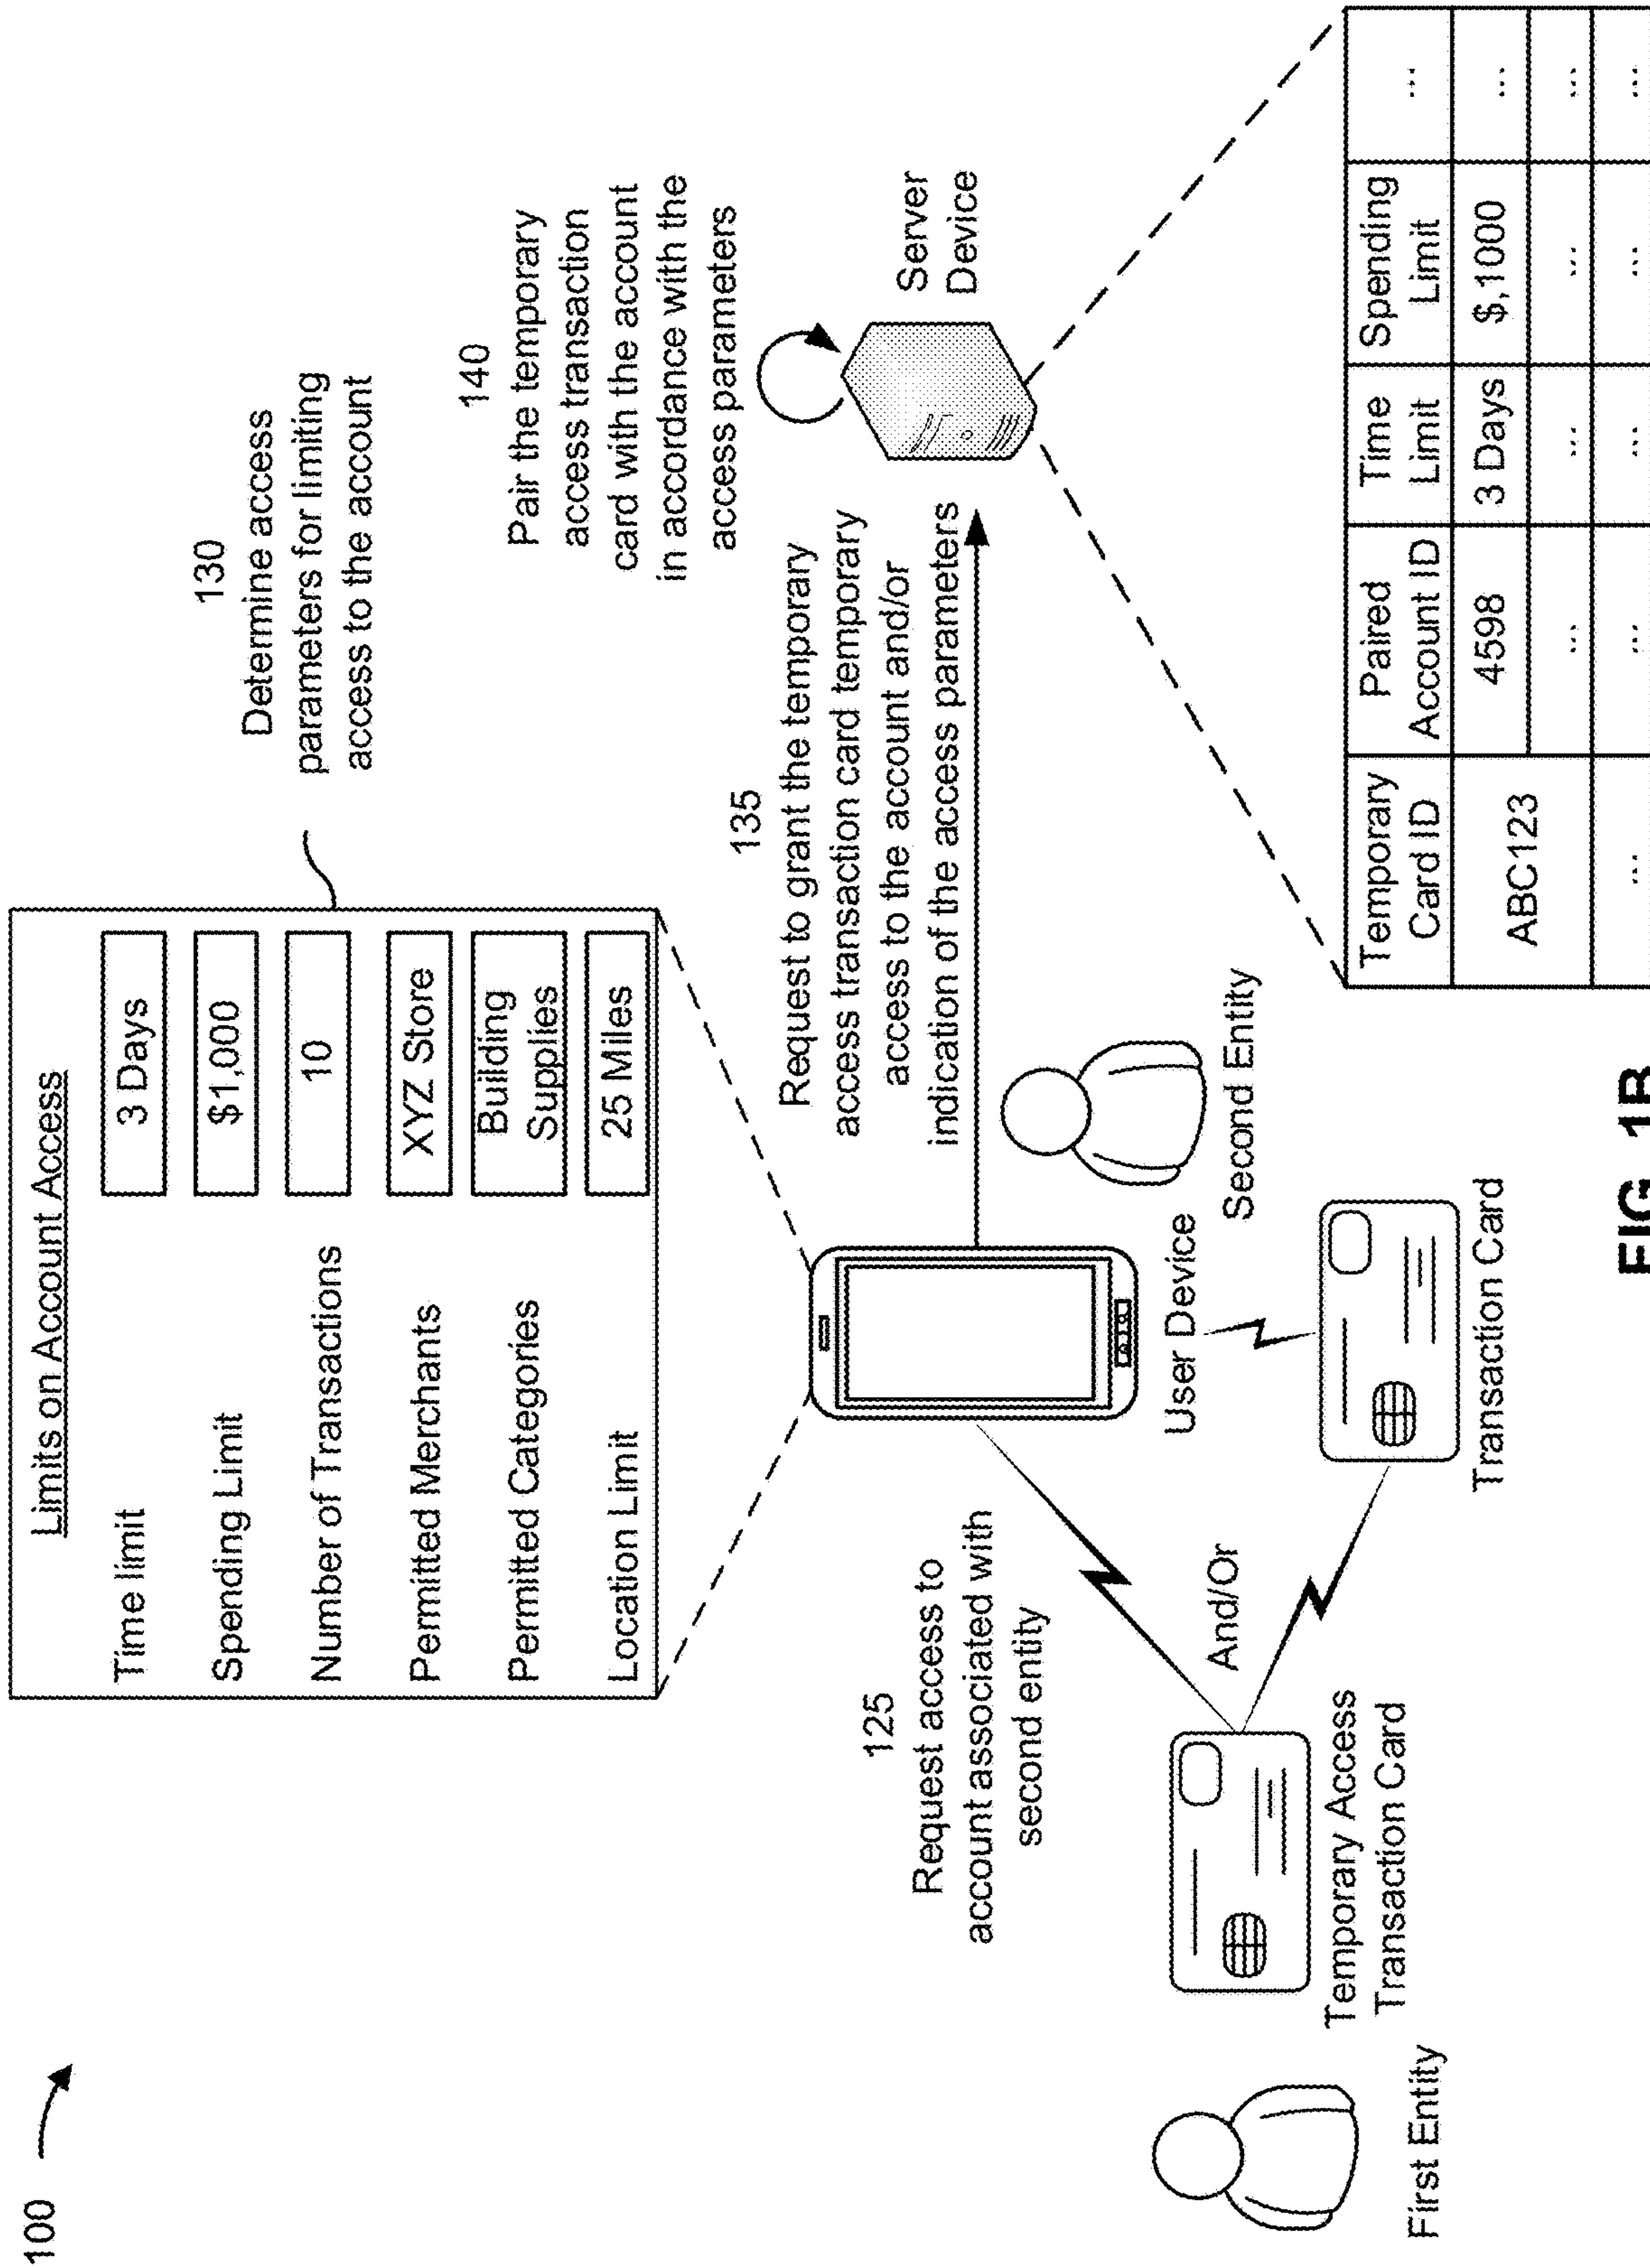 100
Limits on Account Access
Time limit
3 Days
Spending Limit
$1,000
Number of Transactions
10
Permitted Merchants
XYZ Store
Permitted Categories
Building
Supplies
Location Limit
25 Miles
130
Determine access
parameters for limiting
access to the account
125
Request access to
account associated with
second entity
135
Request to grant the temporary
access transaction card temporary
access to the account and/or
indication of the access parameters
140
Pair the temporary
access transaction
card with the account
in accordance with the
access parameters
Server
Device
User Device
Second Entity
And/Or
First Entity
Temporary Access
Transaction Card
Transaction Card
Temporary
Card ID
Paired
Account ID
Time
Limit
Spending
Limit
...
ABC123
4598
3 Days
$,1000
...
...
...
...
...
...
...
...
...
...
FIG. 1B